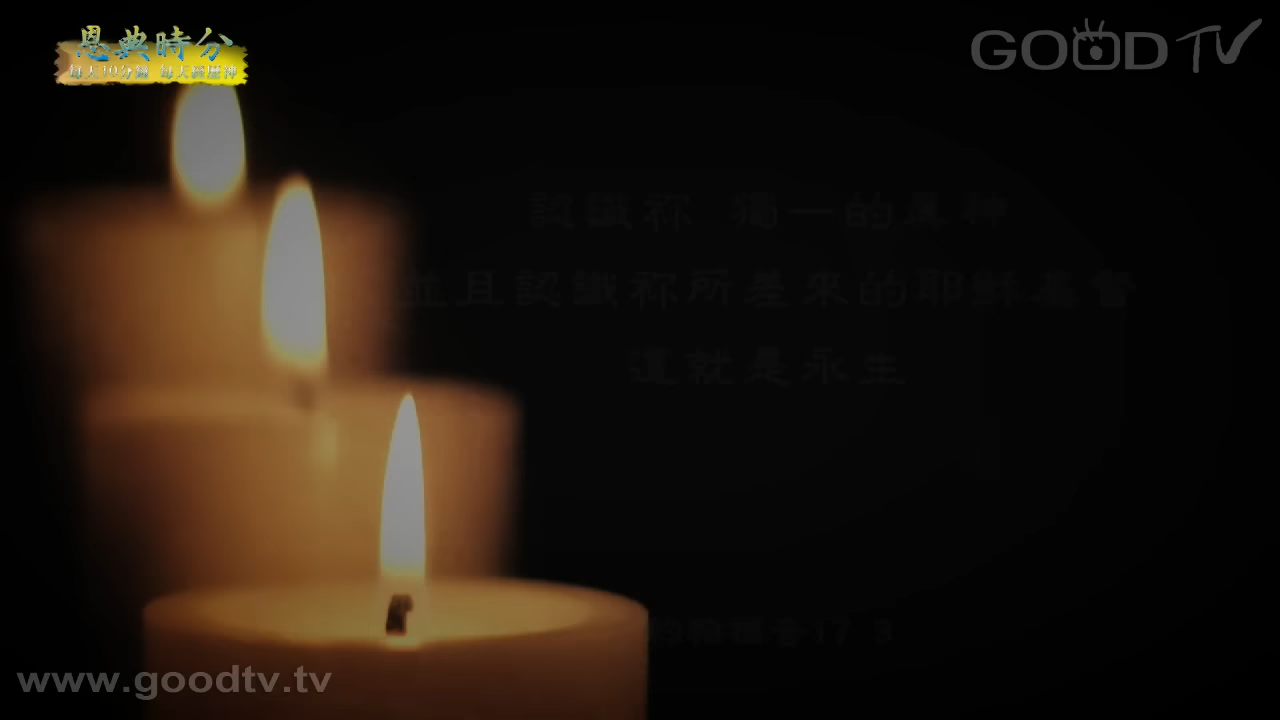 恩典時分
每天10分鐘 每天經歷神
GOOD TV
認識祢 獨一的真神
並且認識祢所差來的耶穌基督
這就是永生
約翰福音17 3
www.goodtv.tv